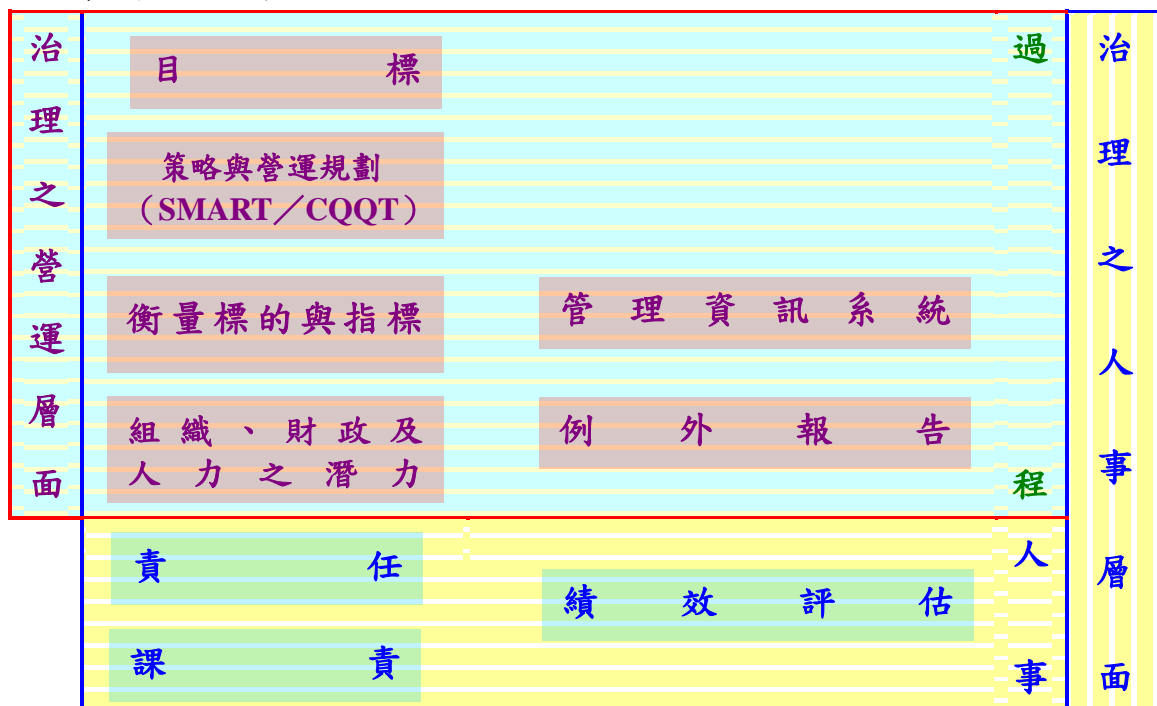 治理之營運層面
目標
策略與營運規劃
（SMART／CQQT）
衡量標的與指標
管理資訊系統
組織、財政及
人力之潛力
例外報告
過程
責任
績效評估
課責
人事
治理之人事層面